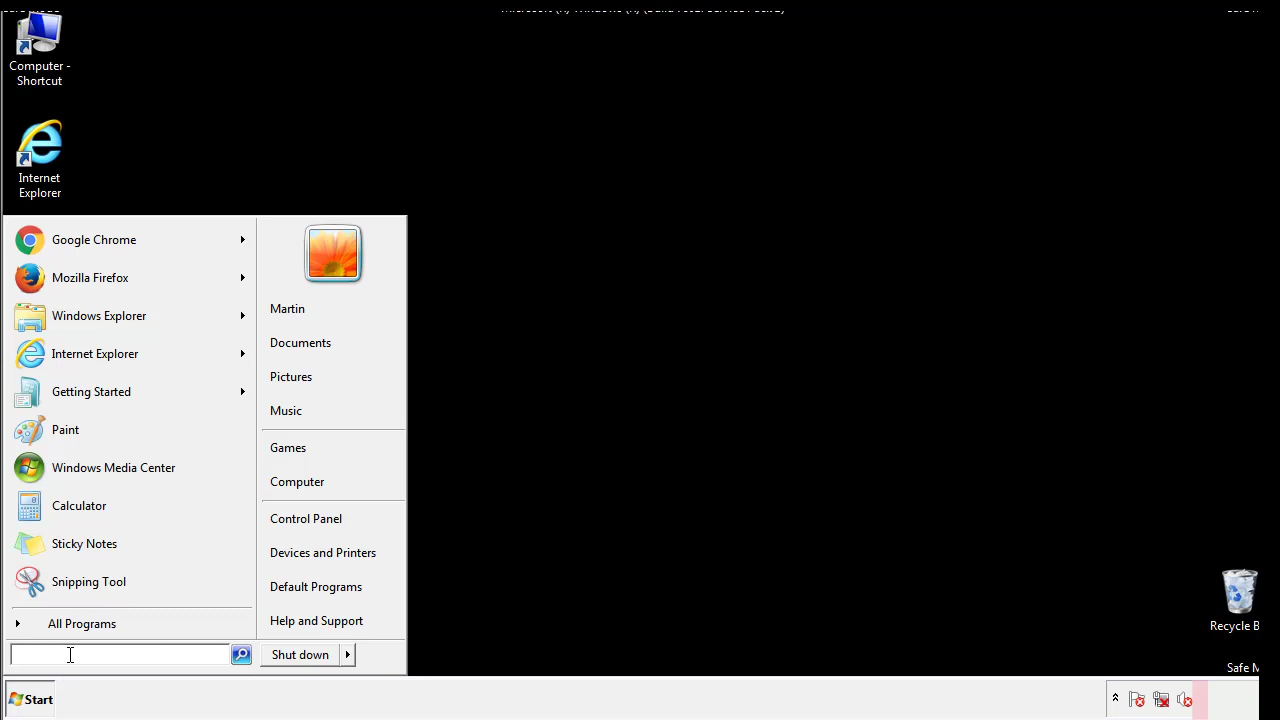 Computer -
Shortcut
Internet
Explorer
Google Chrome
Mozilla Firefox
Windows Explorer
Internet Explorer
Getting Started
Paint
Windows Media Center
Calculator
Sticky Notes
Snipping Tool
All Programs
Martin
Documents
Pictures
Music
Games
Computer
Control Panel
Devices and Printers
Default Programs
Help and Support
Shut down
Recycle B
Safe M
Start